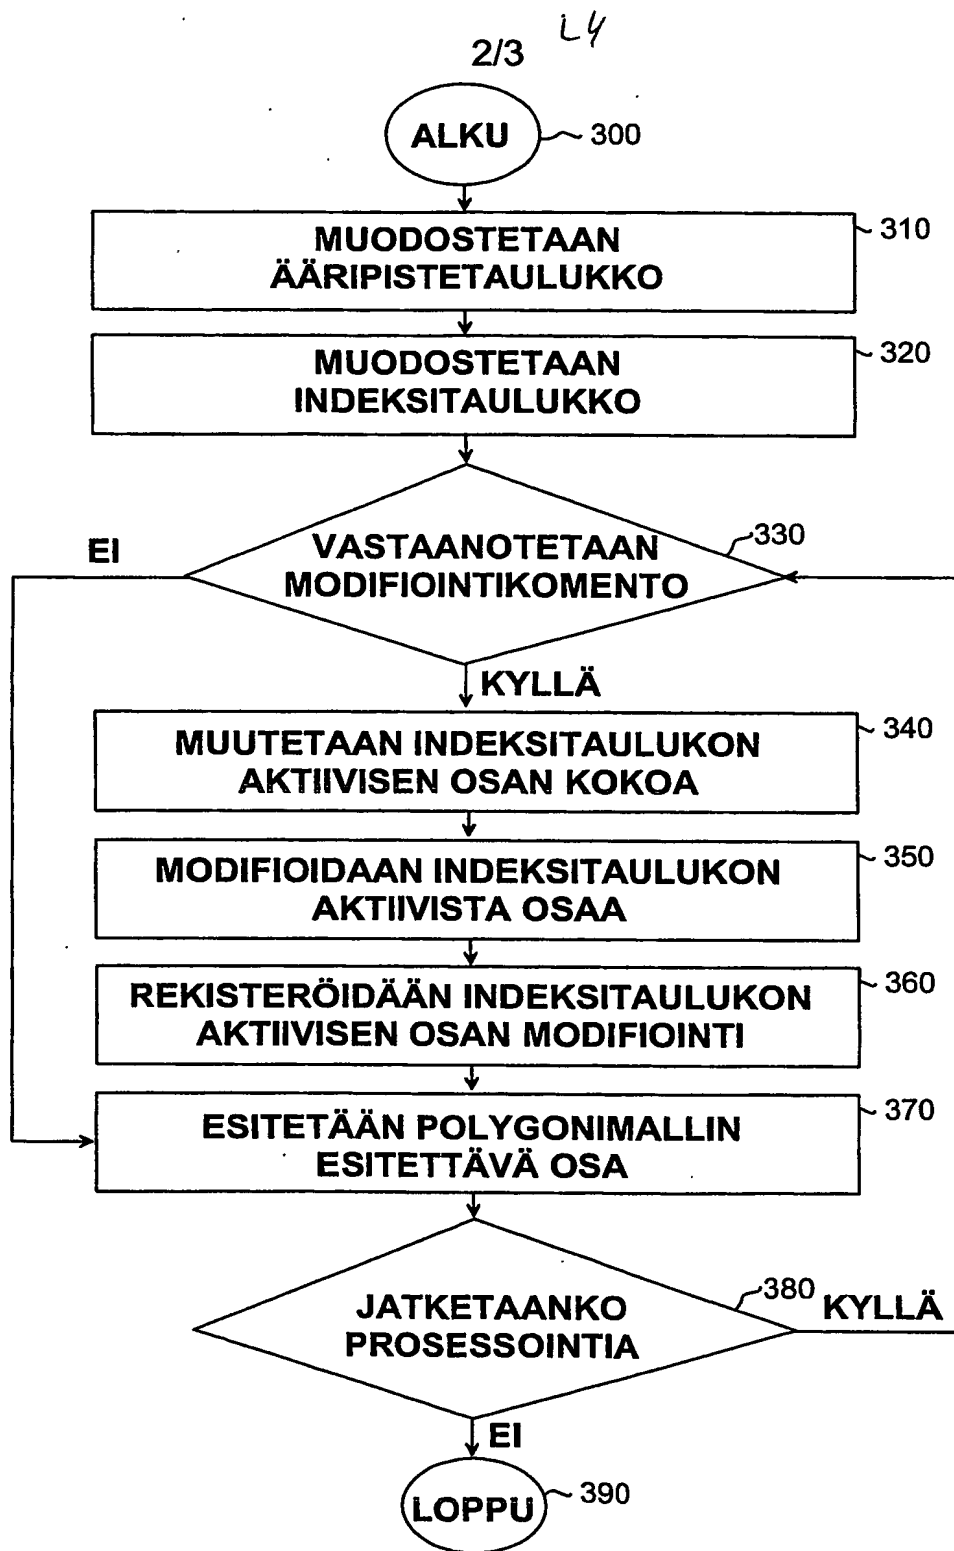 L4
2/3
ALKU
300
MUODOSTETAAN
ÄÄRIPISTETAULUKKO
310
MUODOSTETAAN
INDEKSITAULUKKO
320
EI
VASTAANOTETAAN
MODIFIOINTIKOMENTO
330
KYLLÄ
MUUTETAAN INDEKSITAULUKON
AKTIIVISEN OSAN KOKOA
340
MODIFIOIDAAN INDEKSITAULUKON
AKTIIVISTA OSAA
350
REKISTERÖIDÄÄN INDEKSITAULUKON
AKTIIVISEN OSAN MODIFIOINTI
360
ESITETÄÄN POLYGONIMALLIN
ESITETTÄVÄ OSA
370
JATKETAANKO
PROSESSOINTIA
380
KYLLÄ
EI
LOPPU
390